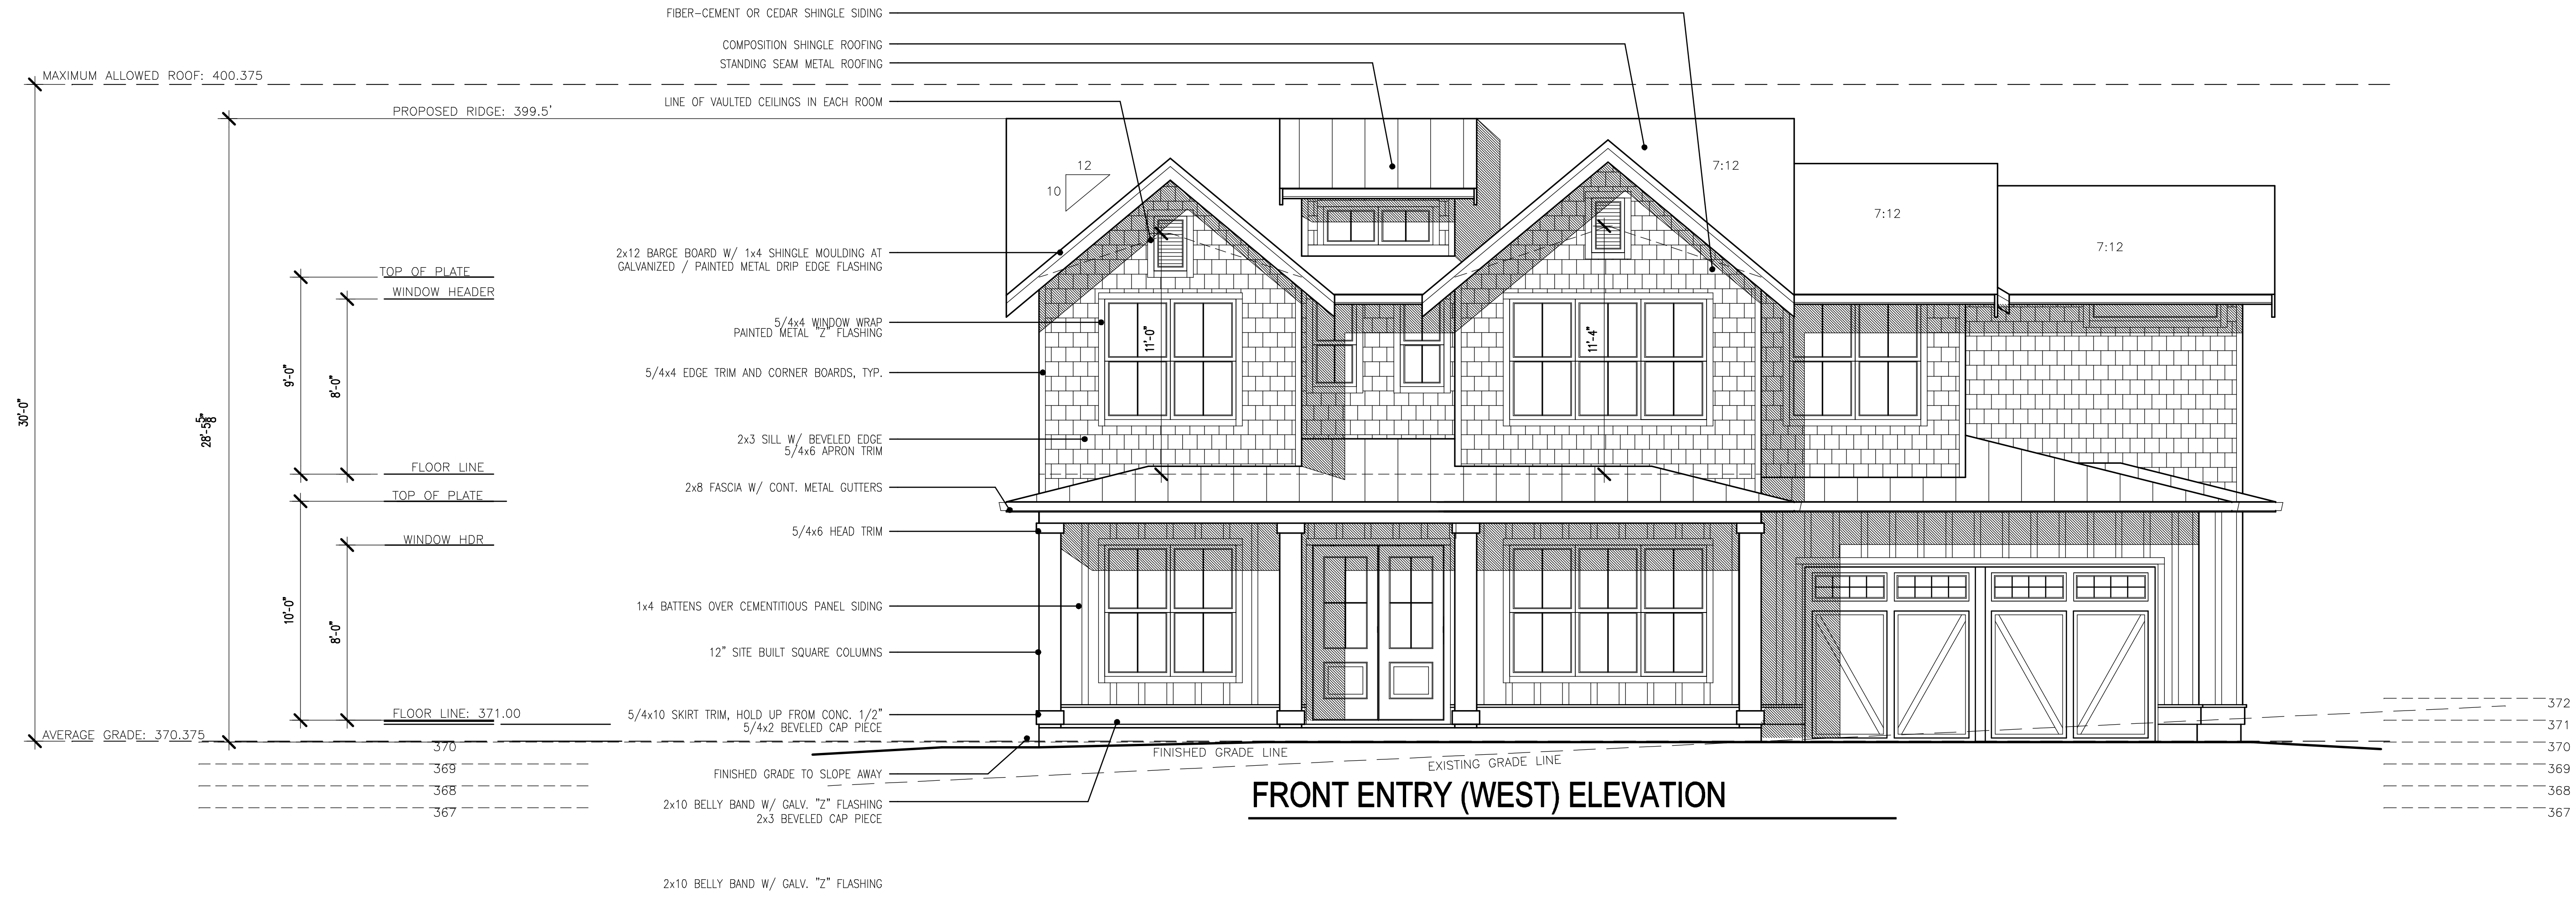 FIBER-CEMENT OR CEDAR SHINGLE SIDING
COMPOSITION SHINGLE ROOFING
STANDING SEAM METAL ROOFING
MAXIMUM ALLOWED ROOF: 400.375
LINE OF VAULTED CEILINGS IN EACH ROOM
PROPOSED RIDGE: 399.5'
12
10
7:12
7:12
7:12
2x12 BARGE BOARD W/ 1x4 SHINGLE MOULDING AT
GALVANIZED / PAINTED METAL DRIP EDGE FLASHING
TOP OF PLATE
WINDOW HEADER
5/4x4 WINDOW WRAP
PAINTED METAL "Z" FLASHING
11'-0"
11'-4"
5/4x4 EDGE TRIM AND CORNER BOARDS, TYP.
9'-0"
8'-0"
30'-0"
28'-5 5/8"
2x3 SILL W/ BEVELED EDGE
5/4x6 APRON TRIM
FLOOR LINE
2x8 FASCIA W/ CONT. METAL GUTTERS
TOP OF PLATE
5/4x6 HEAD TRIM
WINDOW HDR
1x4 BATTENS OVER CEMENTITIOUS PANEL SIDING
10'-0"
8'-0"
12" SITE BUILT SQUARE COLUMNS
FLOOR LINE: 371.00
5/4x10 SKIRT TRIM, HOLD UP FROM CONC. 1/2"
5/4x2 BEVELED CAP PIECE
AVERAGE GRADE: 370.375
370
369
368
367
372
371
370
369
368
367
FINISHED GRADE LINE
EXISTING GRADE LINE
FINISHED GRADE TO SLOPE AWAY
2x10 BELLY BAND W/ GALV. "Z" FLASHING
2x3 BEVELED CAP PIECE
FRONT ENTRY (WEST) ELEVATION
2x10 BELLY BAND W/ GALV. "Z" FLASHING